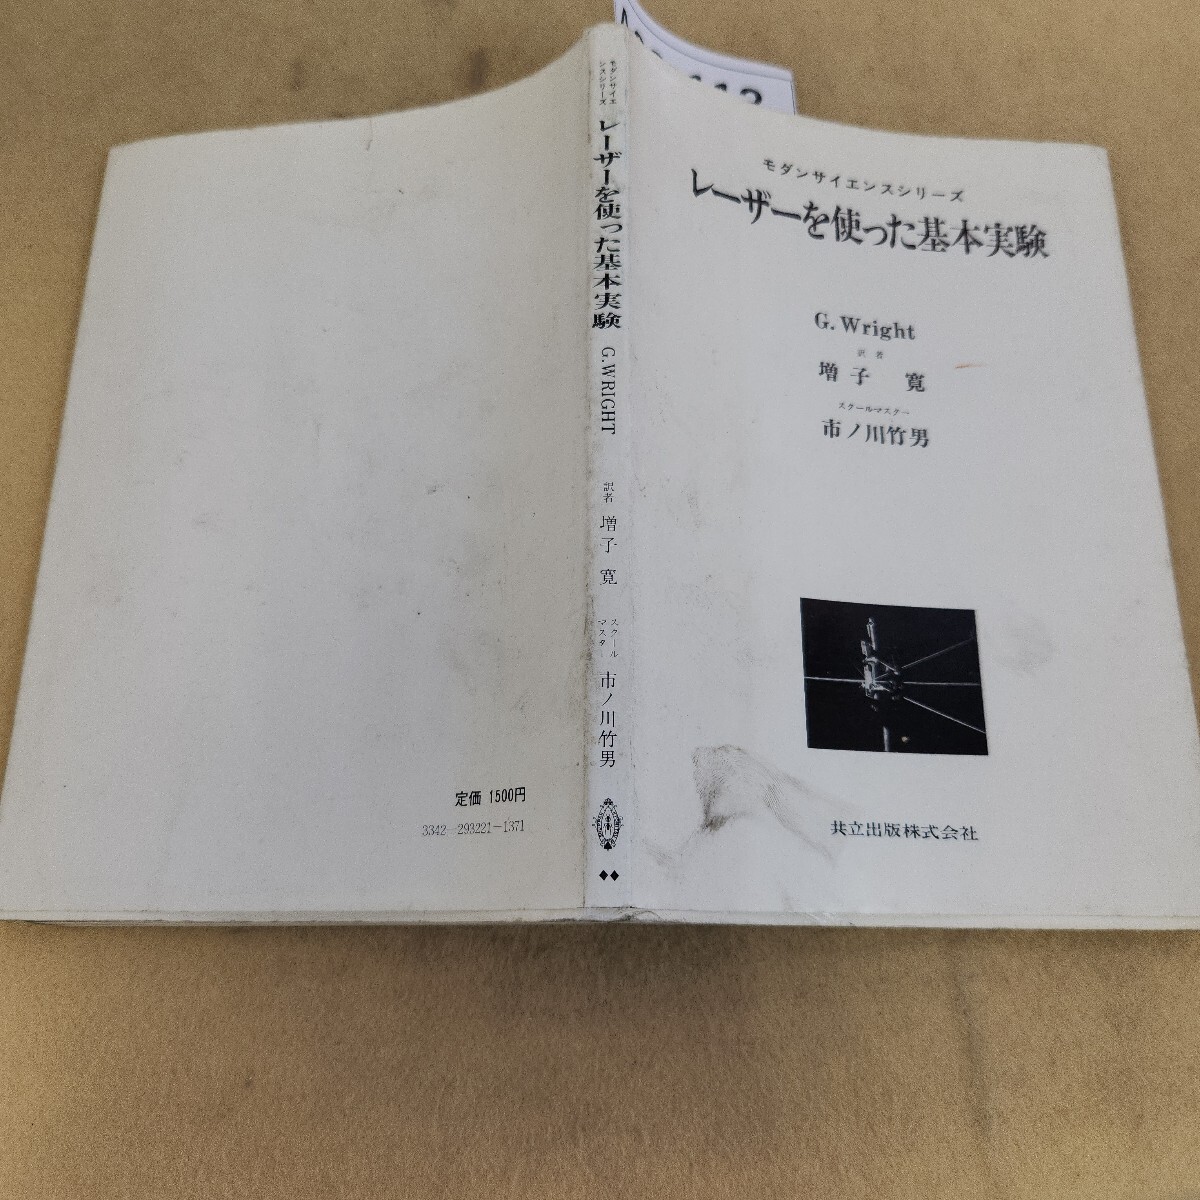 モダンサイエンスシリーズ
レーザーを使った基本実験
G.Wright
訳者
増子 寛
スクールマスター
市ノ川竹男
共立出版株式会社
モダンサイエ
ンスシリーズ
レーザーを使った基本実験
G.WRIGHT
訳者
増子 寛
スクール
マスター
市ノ川竹男
定価 1500円
3342-293221-1371